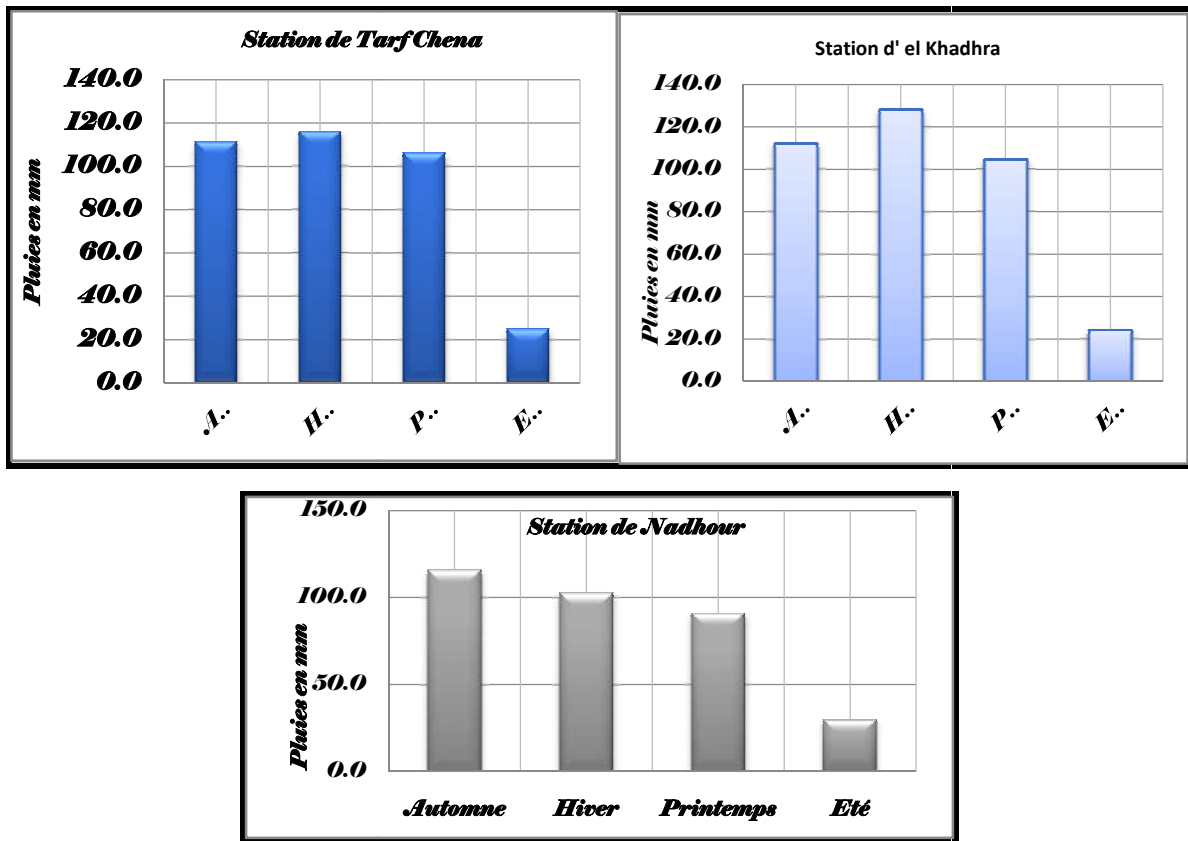 Station de Tarf Chena
140.0
120.0
100.0
80.0
60.0
40.0
20.0
0.0
Pluies en mm
A..
H..
P..
E..
Station d' el Khadhra
140.0
120.0
100.0
80.0
60.0
40.0
20.0
0.0
Pluies en mm
A..
H..
P..
E..
Station de Nadhour
150.0
100.0
50.0
0.0
Pluies en mm
Automne
Hiver
Printemps
Eté